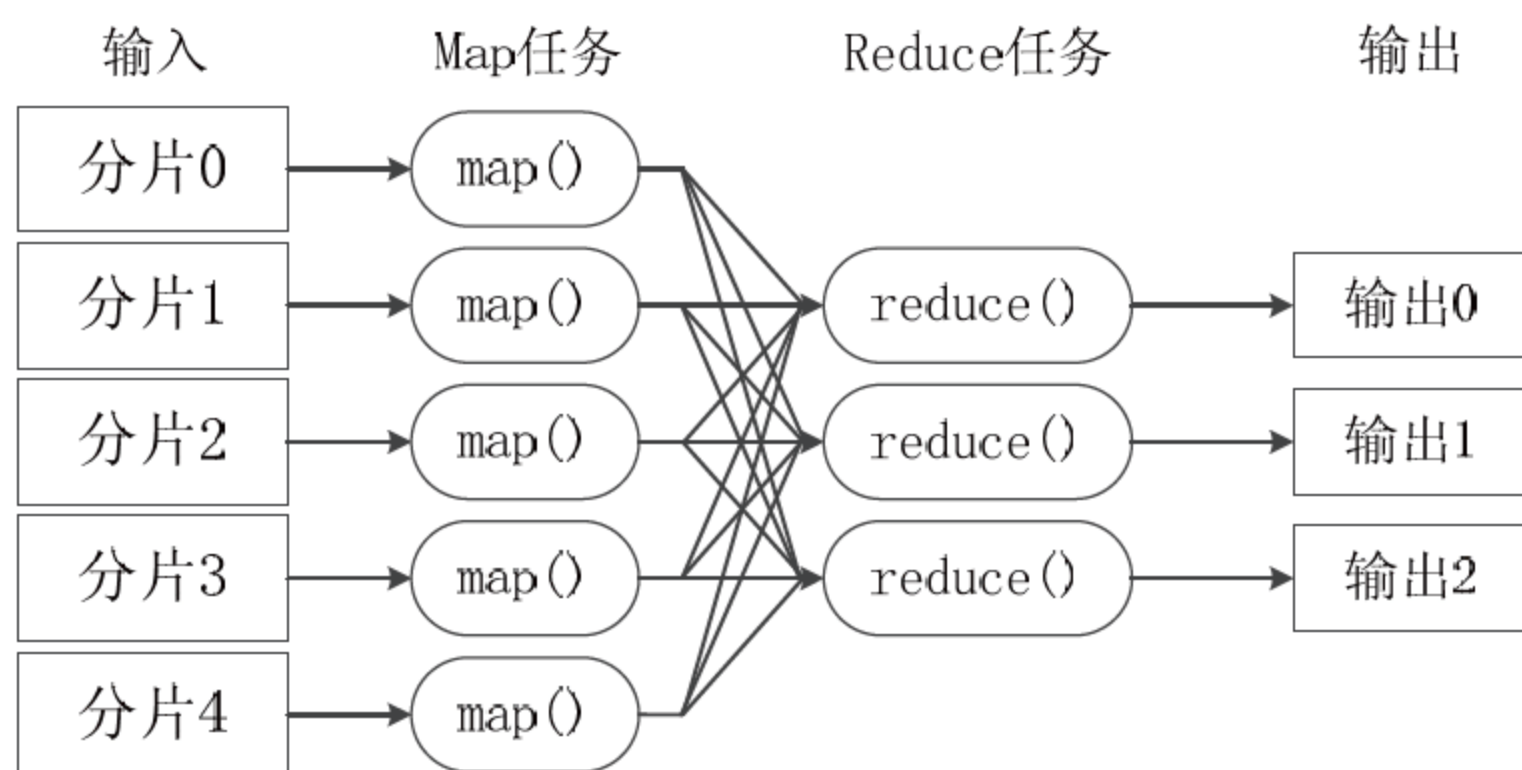 输入 Map任务 Reduce任务 输出
分片0 map()
分片1 map() reduce() 输出0
分片2 map() reduce() 输出1
分片3 map() reduce() 输出2
分片4 map()